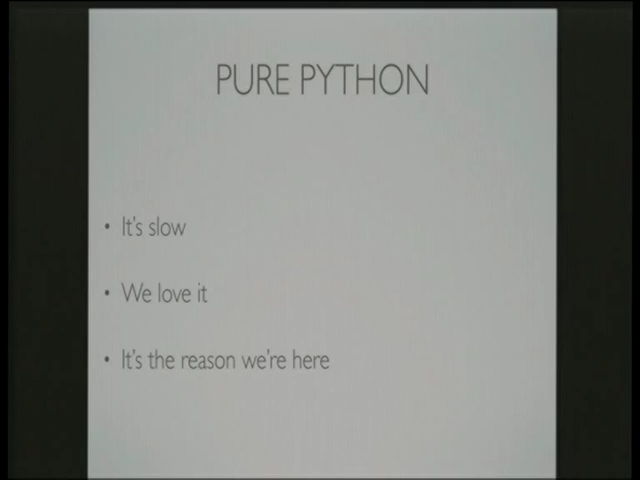 PURE PYTHON
• It's slow
• We love it
• It's the reason we're here